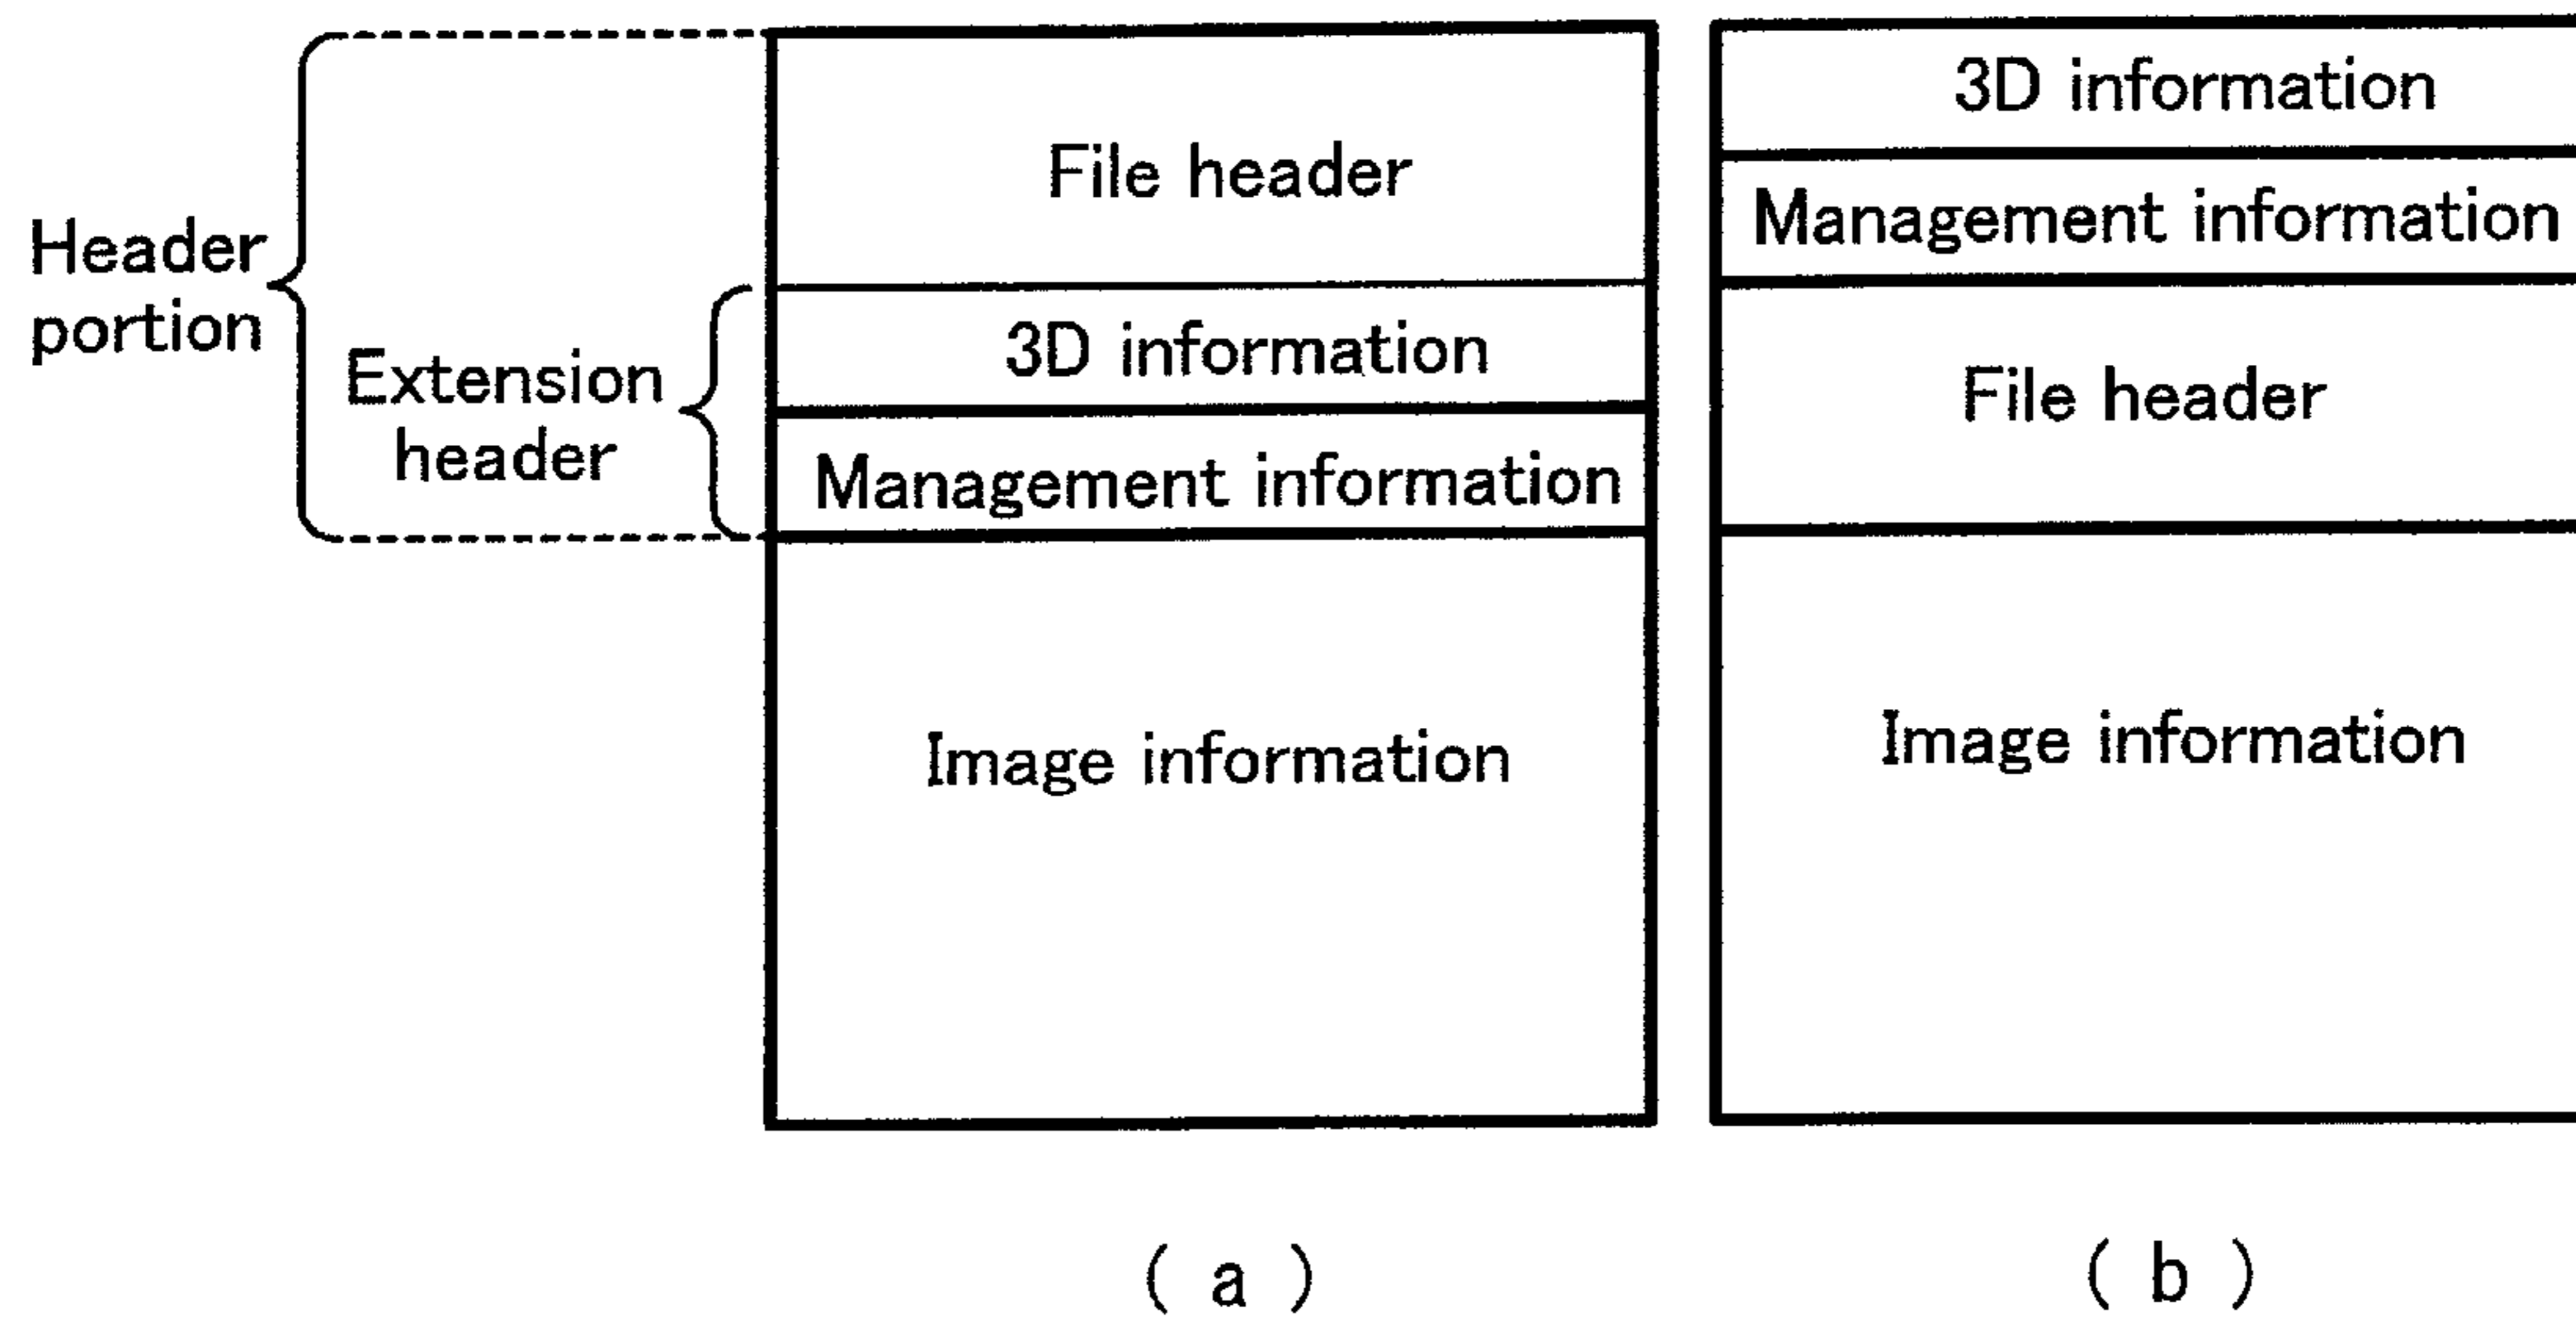 Header
portion
Extension
header
File header
3D information
Management information
Image information
( a )
3D information
Management information
File header
Image information
( b )